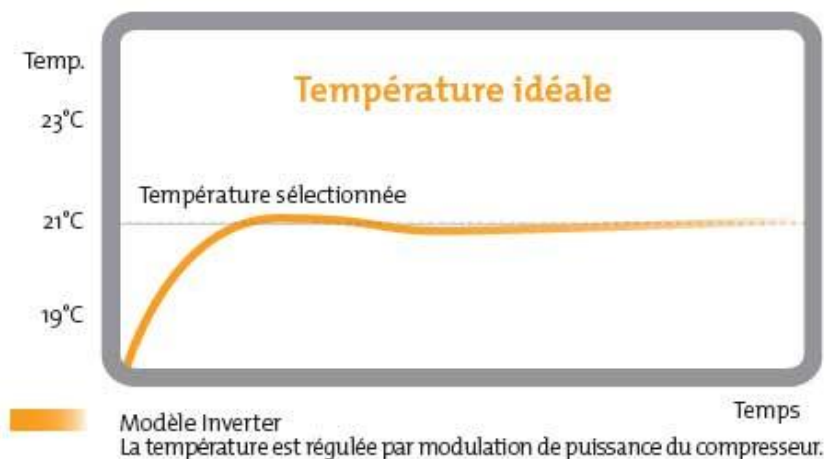 Temp.
Température idéale
23°C
Température sélectionnée
21°C
19°C
Temps
Modèle Inverter
La température est régulée par modulation de puissance du compresseur.